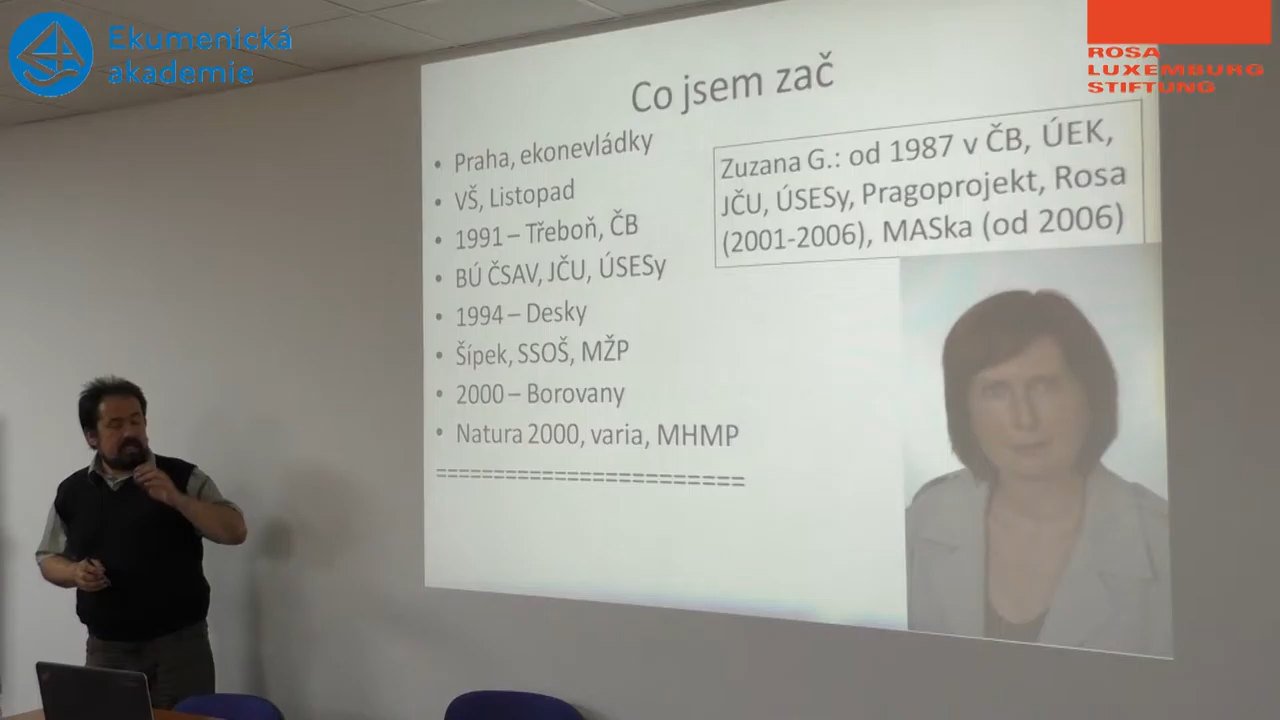 Ekumenická
akademie
ROSA
LUXEMBURG
STIFTUNG
Co jsem zač
• Praha, ekonevládky
• VŠ, Listopad
• 1991 – Třeboň, ČB
• BÚ ČSAV, JČU, ÚSESy
• 1994 – Desky
• Šípek, SSOŠ, MŽP
• 2000 – Borovany
• Natura 2000, varia, MHMP
=======================
Zuzana G.: od 1987 v ČB, ÚEK,
JČU, ÚSESy, Pragoprojekt, Rosa
(2001-2006), MASka (od 2006)